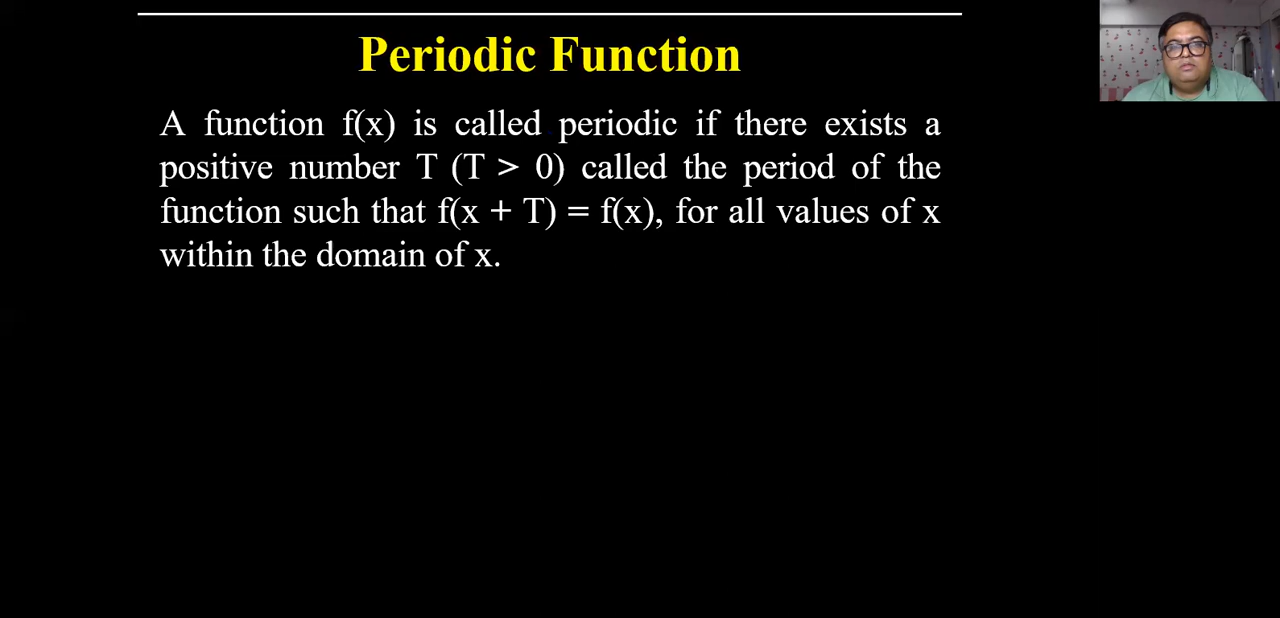 Periodic Function
A function f(x) is called periodic if there exists a
positive number T (T > 0) called the period of the
function such that f(x + T) = f(x), for all values of x
within the domain of x.